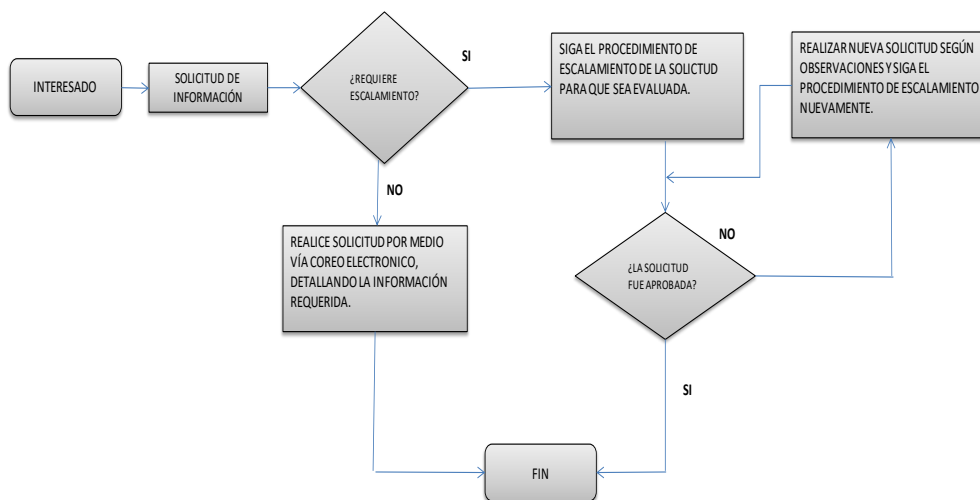 INTERESADO
SOLICITUD DE
INFORMACIÓN
¿REQUIERE
ESCALAMIENTO?
SI
SIGA EL PROCEDIMIENTO DE
ESCALAMIENTO DE LA SOLICTUD
PARA QUE SEA EVALUADA.
REALIZAR NUEVA SOLICITUD SEGÚN
OBSERVACIONES Y SIGA EL
PROCEDIMIENTO DE ESCALAMIENTO
NUEVAMENTE.
NO
REALICE SOLICITUD POR MEDIO
VÍA COREO ELECTRONICO,
DETALLANDO LA INFORMACIÓN
REQUERIDA.
¿LA SOLICITUD
FUE APROBADA?
NO
SI
FIN